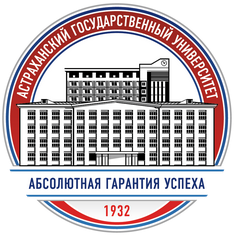 АСТРАХАНСКИЙ ГОСУДАРСТВЕННЫЙ УНИВЕРСИТЕТ
АБСОЛЮТНАЯ ГАРАНТИЯ УСПЕХА
1932